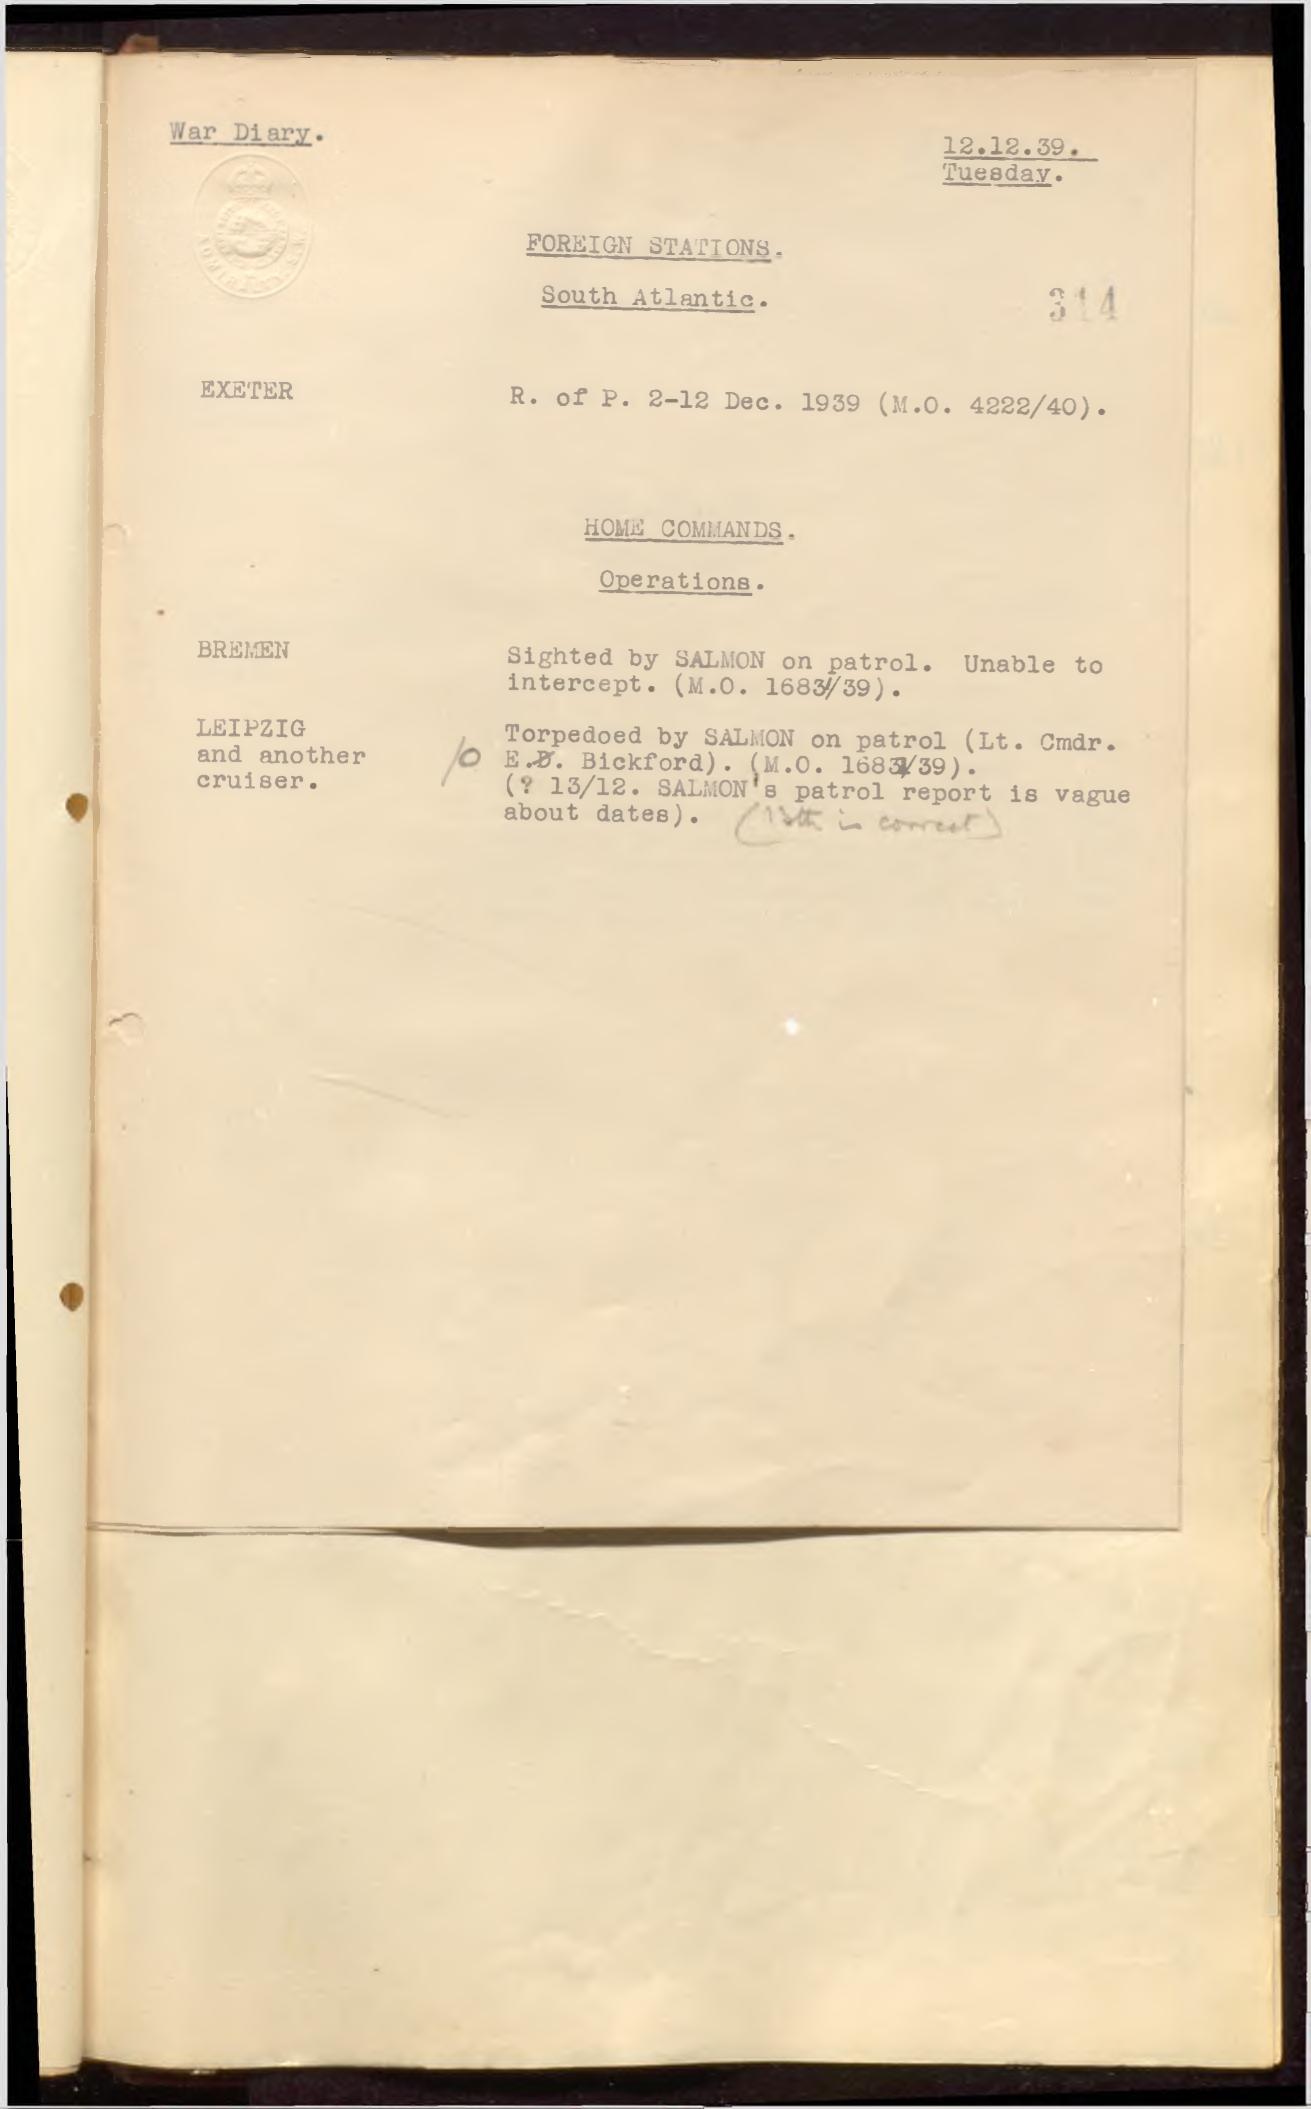 War Diary.
12.12.39.
Tuesday.
FOREIGN STATIONS.
South Atlantic.
314
EXETER R. of P. 2-12 Dec. 1939 (M.O. 4222/40).
HOME COMMANDS.
Operations.
BREMEN Sighted by SALMON on patrol. Unable to
intercept. (M.O. 1683/39).
LEIPZIG Torpedoed by SALMON on patrol (Lt. Cmdr.
and another /O E. Bickford). (M.O. 1683/39).
cruiser. (? 13/12. SALMON's patrol report is vague
about dates). (13th is correct)